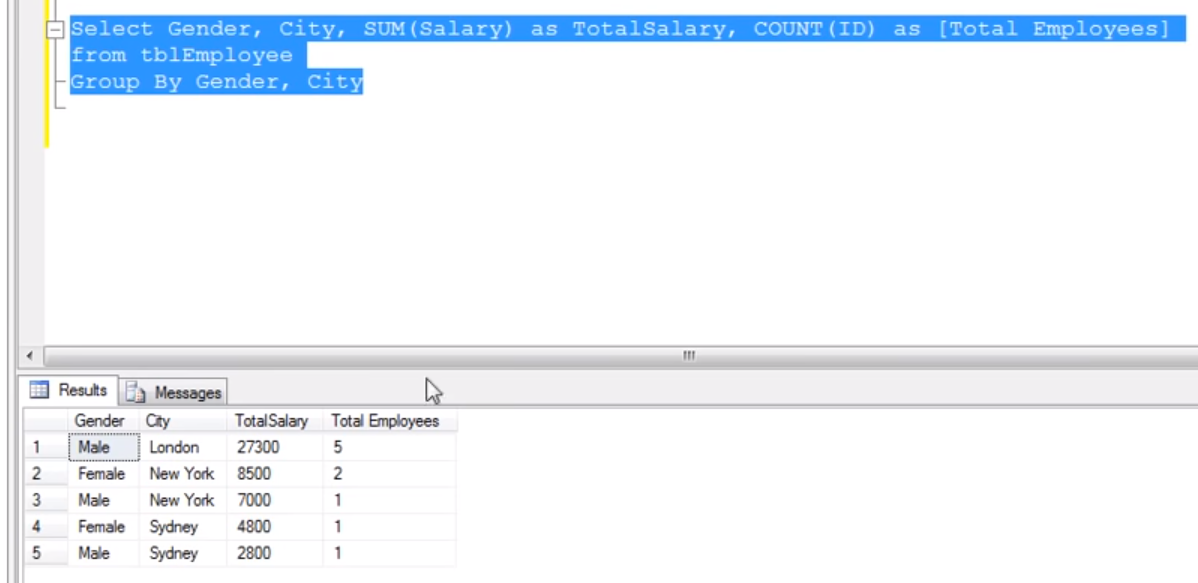 Select Gender, City, SUM(Salary) as TotalSalary, COUNT(ID) as [Total Employees]
from tblEmployee
Group By Gender, City
Results Messages
Gender City TotalSalary Total Employees
1 Male London 27300 5
2 Female New York 8500 2
3 Male New York 7000 1
4 Female Sydney 4800 1
5 Male Sydney 2800 1